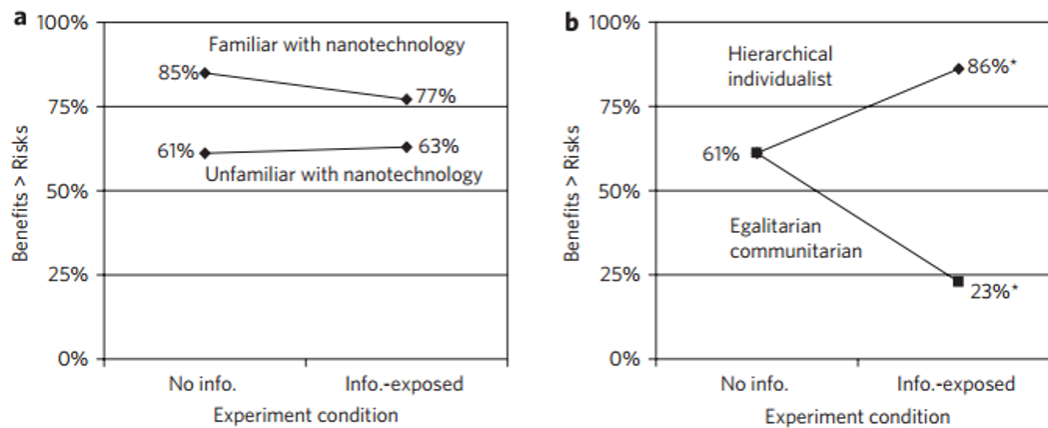 a
100%
75%
50%
25%
0%
Benefits > Risks
Familiar with nanotechnology
85%
77%
61%
63%
Unfamiliar with nanotechnology
No info.
Info.-exposed
Experiment condition
b
100%
75%
50%
25%
0%
Benefits > Risks
Hierarchical
individualist
86%*
61%
Egalitarian
communitarian
23%*
No info.
Info.-exposed
Experiment condition